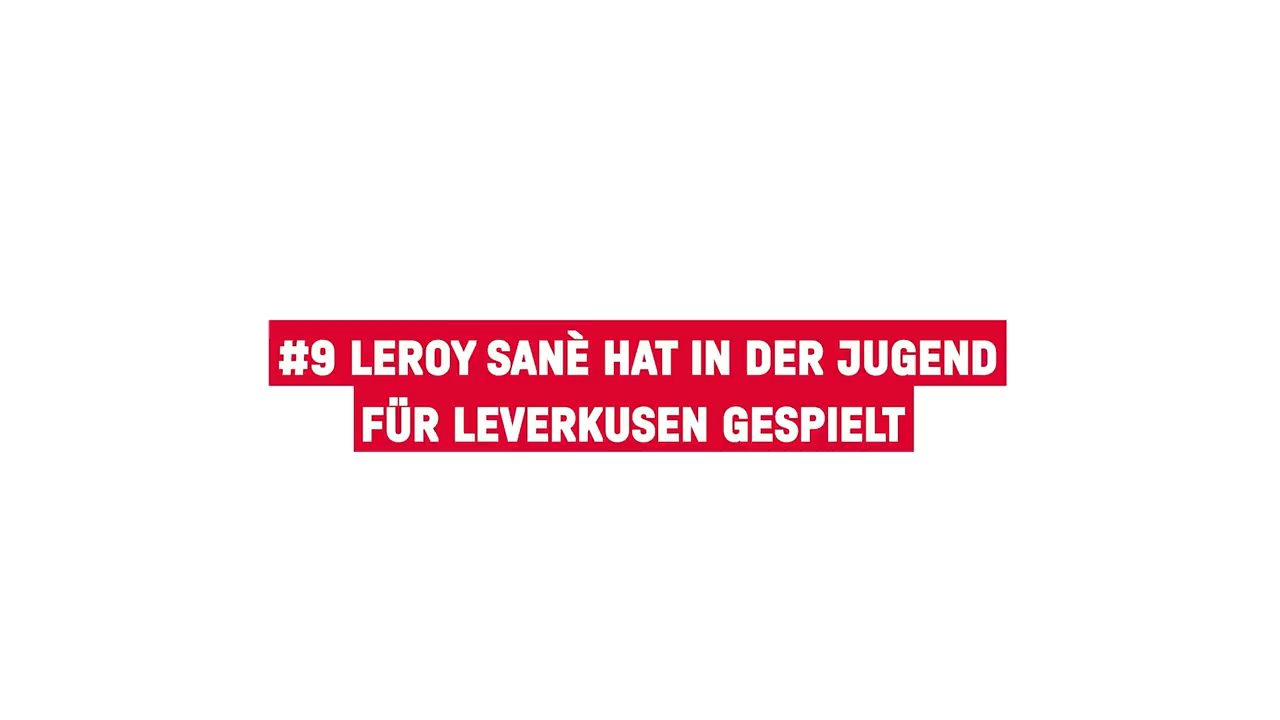 #9 LEROY SANÈ HAT IN DER JUGEND
FÜR LEVERKUSEN GESPIELT